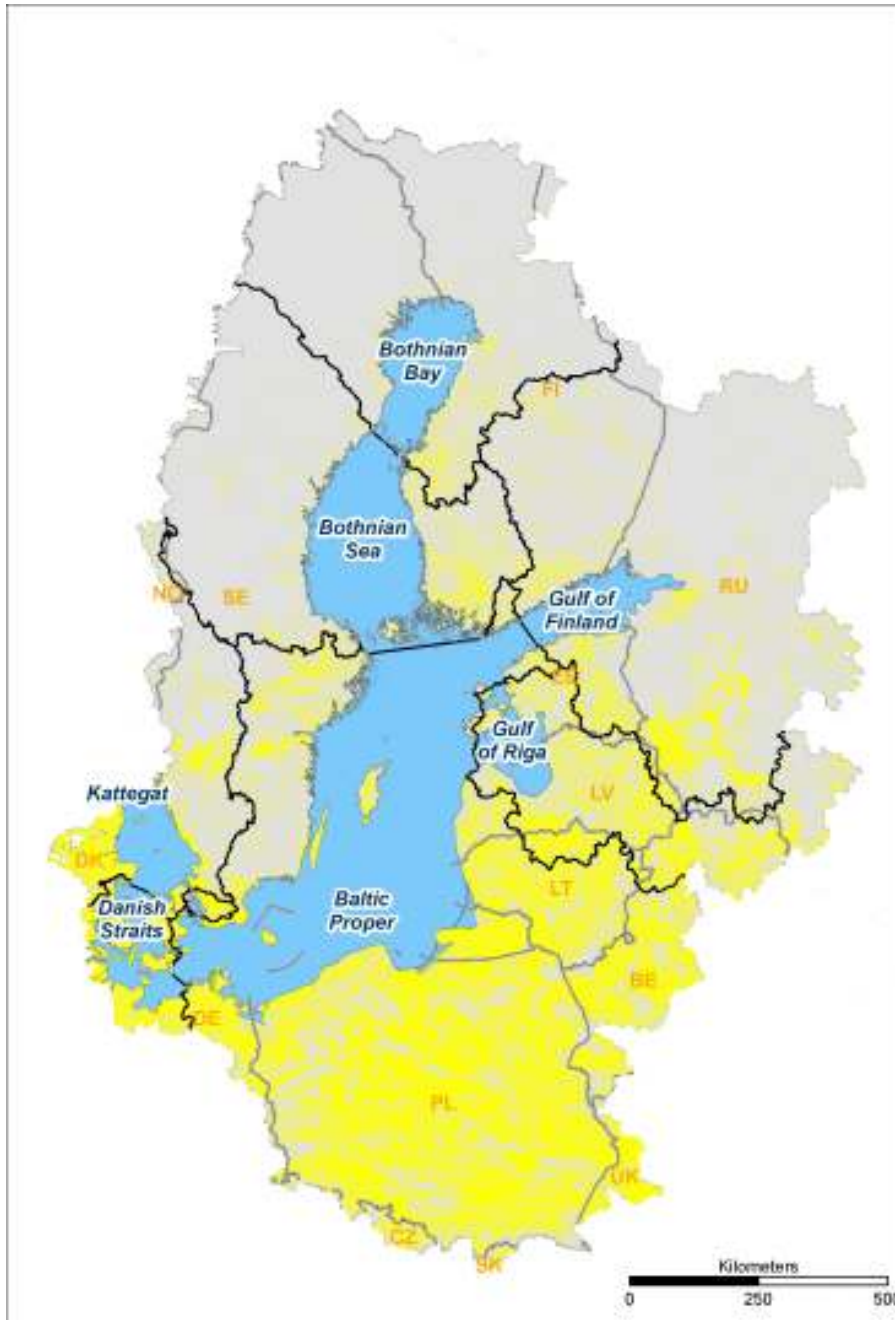 Bothnian
Bay
FI
Bothnian
Sea
NO
SE
Gulf of
Finland
RU
Gulf
of Riga
LV
Kattegat
DK
LT
Danish
Straits
Baltic
Proper
BE
DE
PL
UK
CZ
SK
Kilometers
0 250 500